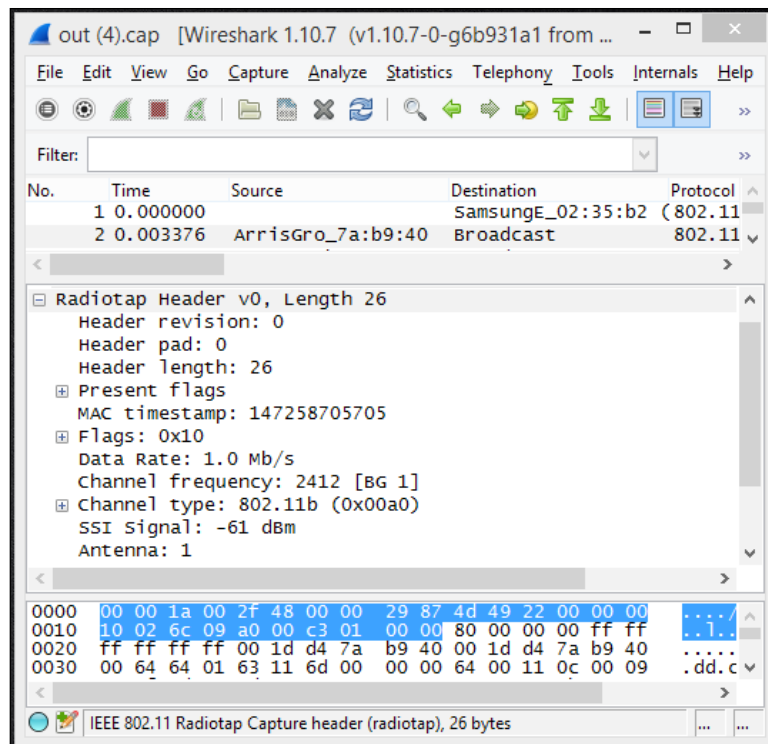 out (4).cap [Wireshark 1.10.7 (v1.10.7-0-g6b931a1 from ...
File Edit View Go Capture Analyze Statistics Telephony Tools Internals Help
Filter:
No. Time Source Destination Protocol
1 0.000000 SamsungE_02:35:b2 (802.11
2 0.003376 ArrisGro_7a:b9:40 Broadcast 802.11
Radiotap Header v0, Length 26
Header revision: 0
Header pad: 0
Header length: 26
Present flags
MAC timestamp: 147258705705
Flags: 0x10
Data Rate: 1.0 Mb/s
Channel frequency: 2412 [BG 1]
Channel type: 802.11b (0x00a0)
SSI Signal: -61 dBm
Antenna: 1
0000 00 00 1a 00 2f 48 00 00 29 87 4d 49 22 00 00 00 ..../
0010 10 02 6c 09 a0 00 c3 01 00 00 80 00 00 00 ff ff ..l..
0020 ff ff ff ff 00 1d d4 7a b9 40 00 1d d4 7a b9 40 .....
0030 00 64 64 01 63 11 6d 00 00 00 64 00 11 0c 00 09 .dd.c
IEEE 802.11 Radiotap Capture header (radiotap), 26 bytes ... ...